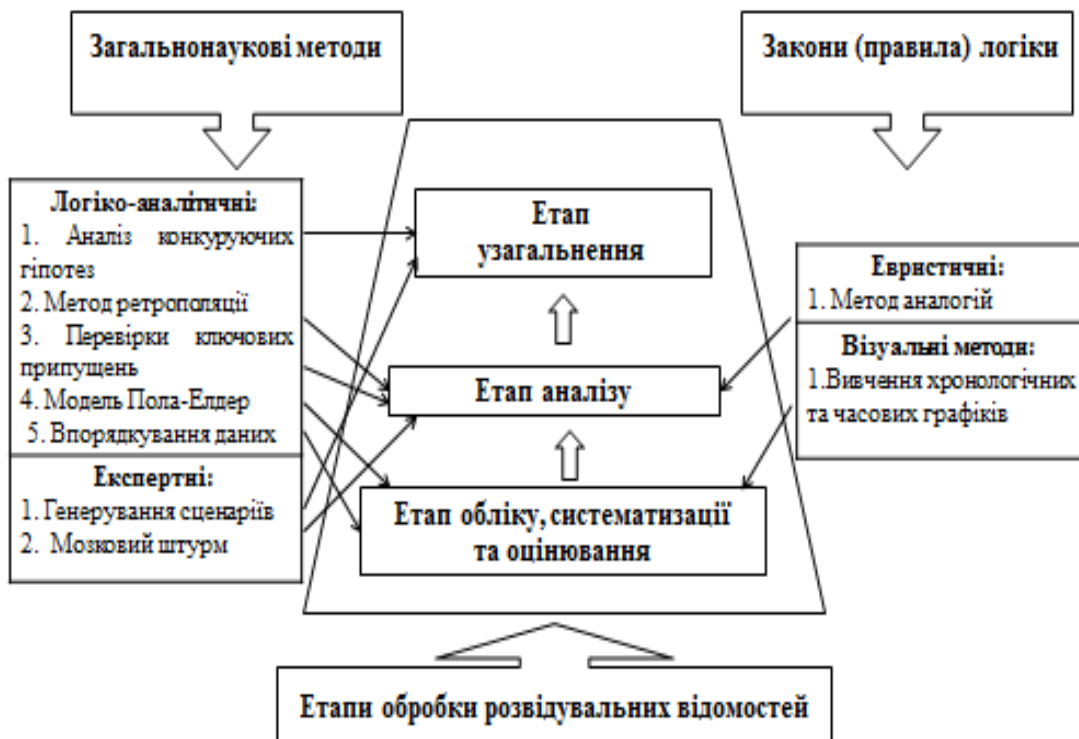 Загальнонаукові методи
Закони (правила) логіки
Логіко-аналітичні:
1. Аналіз конкуруючих
гіпотез
2. Метод ретрополяції
3. Перевірки ключових
припущень
4. Модель Пола-Елдер
5. Впорядкування даних
Експертні:
1. Генерування сценаріїв
2. Мозковий штурм
Етап
узагальнення
Етап аналізу
Етап обліку, систематизації
та оцінювання
Евристичні:
1. Метод аналогій
Візуальні методи:
1.Вивчення хронологічних
та часових графіків
Етапи обробки розвідувальних відомостей